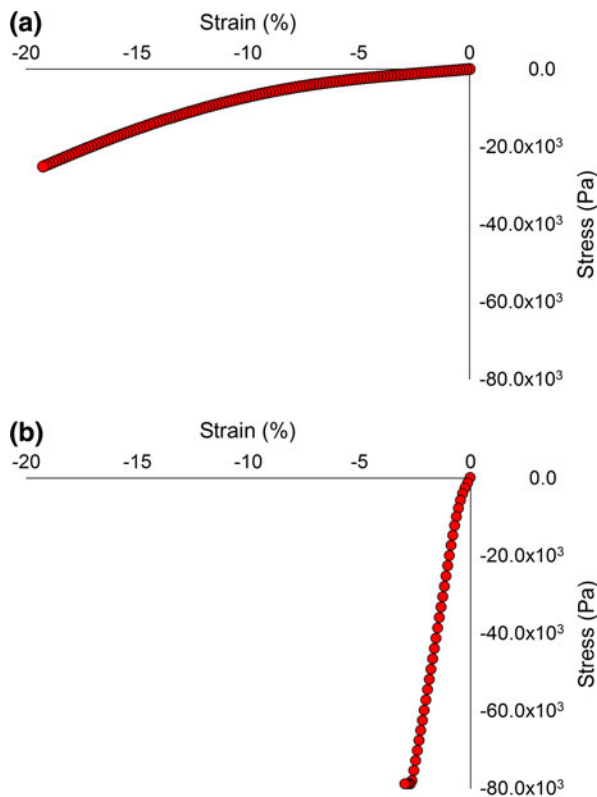 (a)
Strain (%)
-20 -15 -10 -5 0
0.0
-20.0x10³
-40.0x10³
-60.0x10³
-80.0x10³
Stress (Pa)
(b)
Strain (%)
-20 -15 -10 -5 0
0.0
-20.0x10³
-40.0x10³
-60.0x10³
-80.0x10³
Stress (Pa)